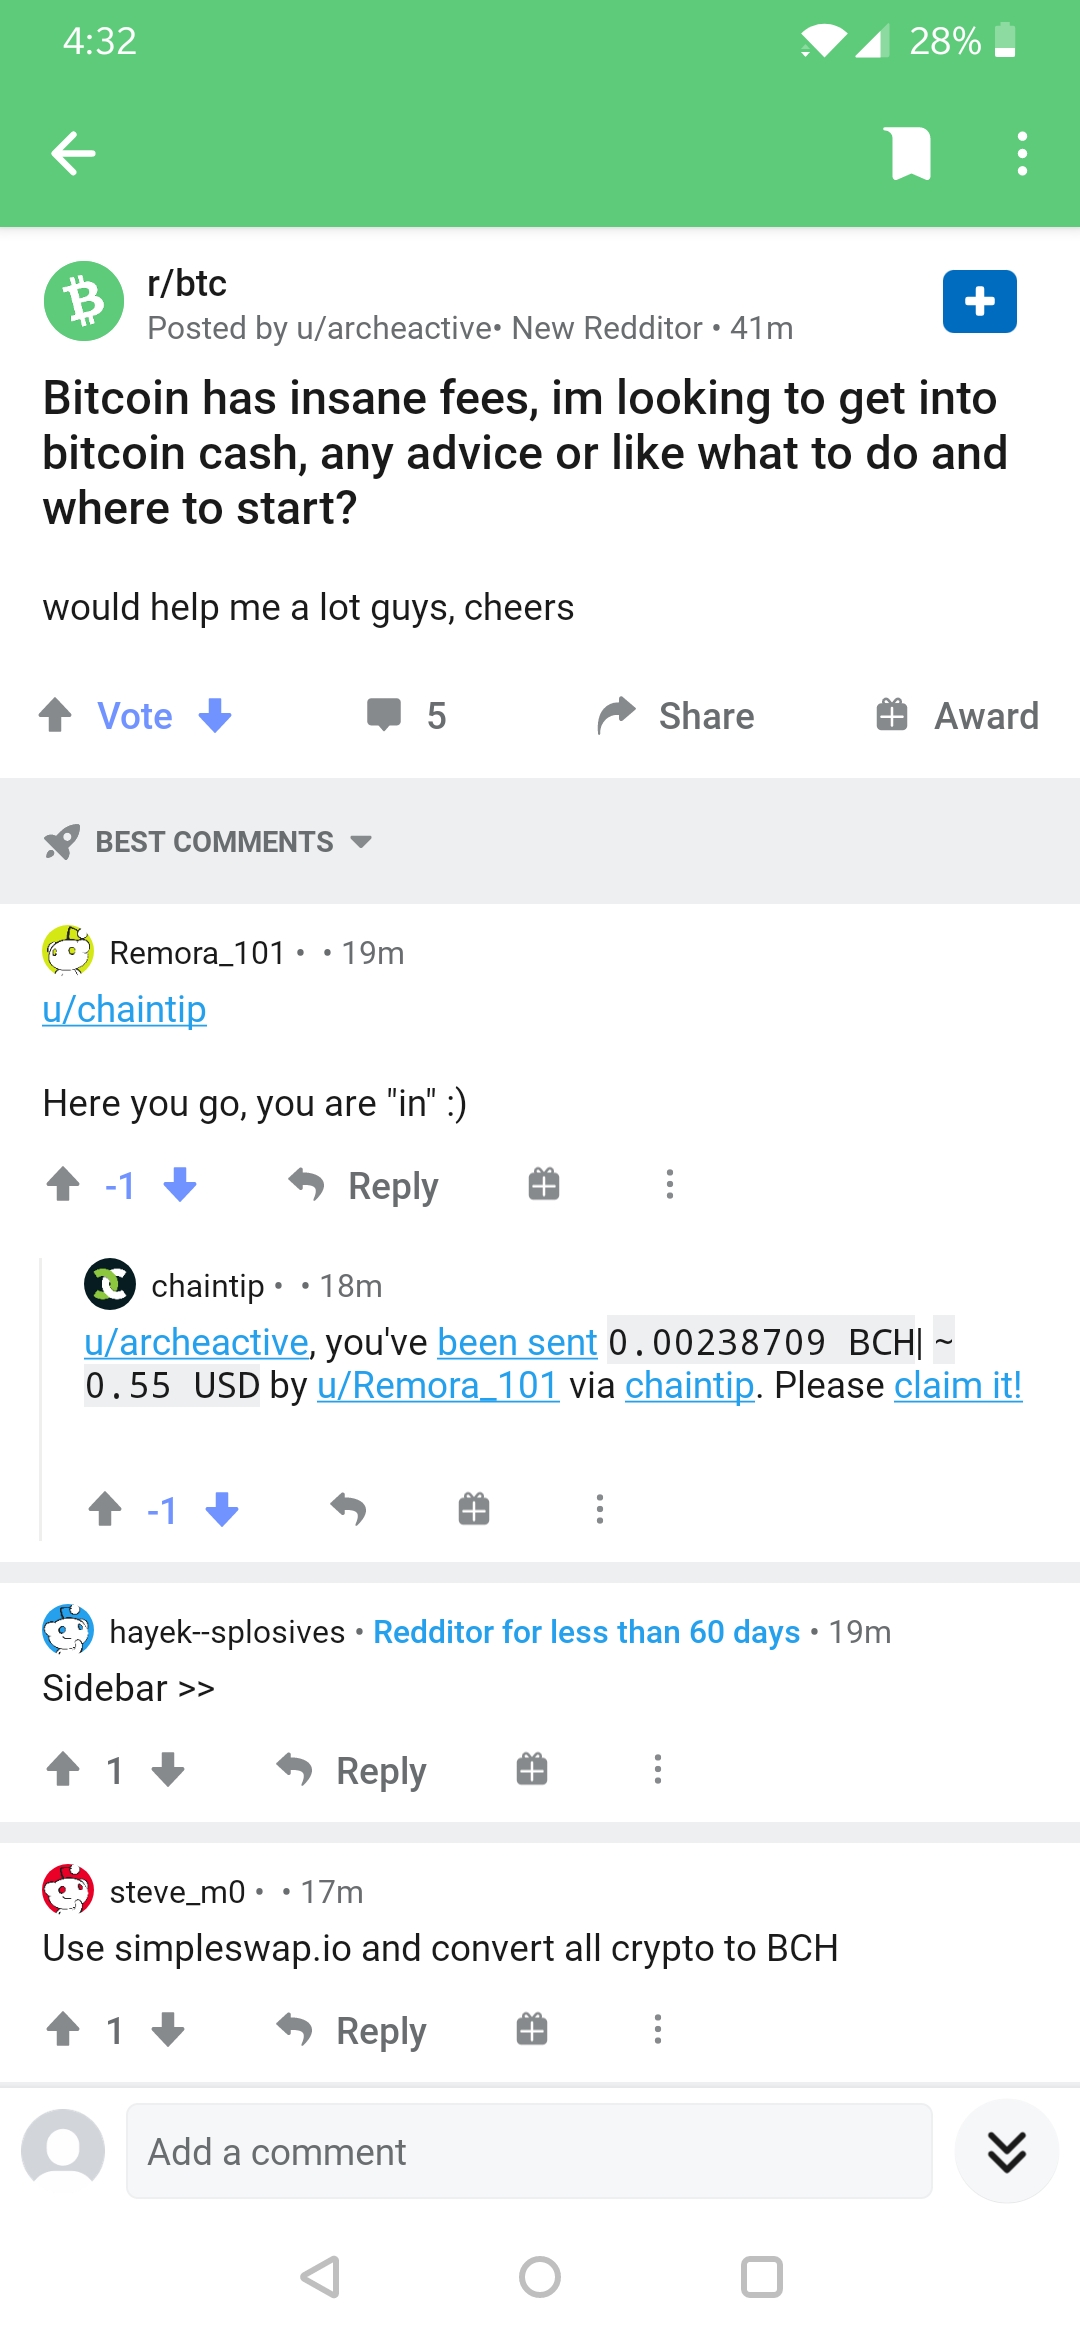 4:32
28%
r/btc
Posted by u/archeactive• New Redditor • 41m
Bitcoin has insane fees, im looking to get into
bitcoin cash, any advice or like what to do and
where to start?
would help me a lot guys, cheers
Vote
5
Share
Award
BEST COMMENTS
Remora_101 • • 19m
u/chaintip
Here you go, you are "in" :)
-1
Reply
chaintip • • 18m
u/archeactive, you've been sent 0.00238709 BCH| ~
0.55 USD by u/Remora_101 via chaintip. Please claim it!
-1
hayek--splosives • Redditor for less than 60 days • 19m
Sidebar >>
1
Reply
steve_m0 • • 17m
Use simpleswap.io and convert all crypto to BCH
1
Reply
Add a comment